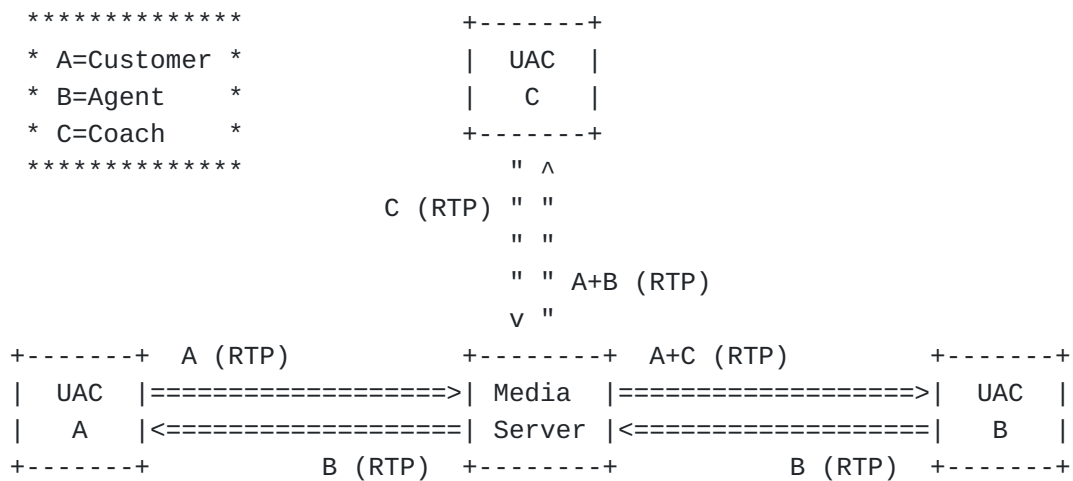 **************                +-------+
* A=Customer *                |  UAC  |
* B=Agent    *                |   C   |
* C=Coach    *                +-------+
**************                   " ^
                         C (RTP) " "
                                 " "
                                 " " A+B (RTP)
                                 v "
+-------+  A (RTP)            +--------+  A+C (RTP)          +-------+
|  UAC  |====================>| Media  |====================>|  UAC  |
|   A   |<====================| Server |<====================|   B   |
+-------+            B (RTP)  +--------+            B (RTP)  +-------+